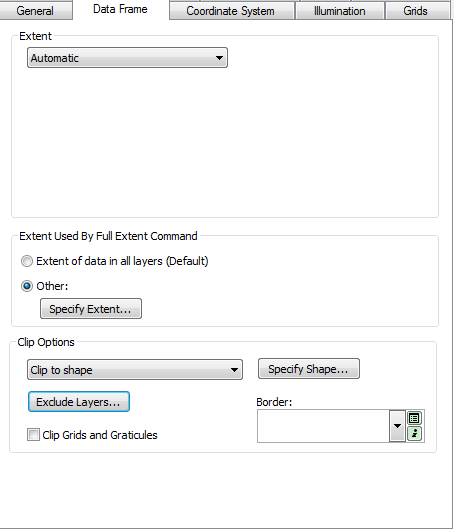 General Data Frame Coordinate System Illumination Grids
Extent
Automatic
Extent Used By Full Extent Command
Extent of data in all layers (Default)
Other:
Specify Extent...
Clip Options
Clip to shape Specify Shape...
Exclude Layers... Border:
Clip Grids and Graticules